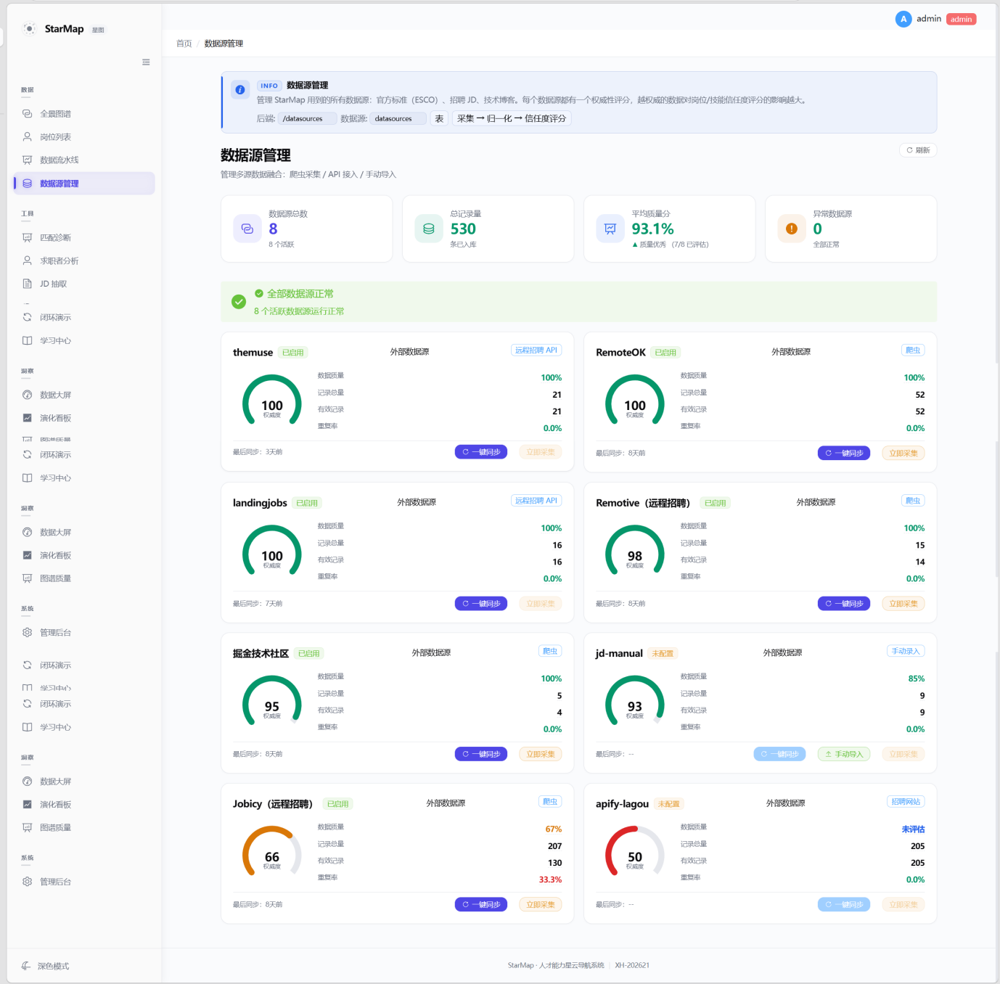 StarMap 星图
A admin admin
首页 / 数据源管理
数据
全景图谱
岗位列表
数据流水线
数据源管理
工具
匹配诊断
求职者分析
JD 抽取
闭环演示
学习中心
洞察
数据大屏
演化看板
图谱质量
闭环演示
学习中心
洞察
数据大屏
演化看板
图谱质量
系统
管理后台
闭环演示
学习中心
闭环演示
学习中心
洞察
数据大屏
演化看板
图谱质量
系统
管理后台
深色模式
INFO 数据源管理
管理 StarMap 用到的所有数据源：官方标准（ESCO）、招聘 JD、技术博客。每个数据源都有一个权威性评分，越权威的数据对岗位/技能信任度评分的影响越大。
后端: /datasources 数据源: datasources 表 采集 → 归一化 → 信任度评分
数据源管理
刷新
管理多源数据融合：爬虫采集 / API 接入 / 手动导入
数据源总数
8
8 个活跃
总记录量
530
条已入库
平均质量分
93.1%
▲ 质量优秀 (7/8 已评估)
异常数据源
0
全部正常
全部数据源正常
8 个活跃数据源运行正常
themuse 已启用 外部数据源 远程招聘 API
100
权威度
数据质量 100%
记录总量 21
有效记录 21
重复率 0.0%
最后同步：3天前 一键同步 立即采集
RemoteOK 已启用 外部数据源 爬虫
100
权威度
数据质量 100%
记录总量 52
有效记录 52
重复率 0.0%
最后同步：8天前 一键同步 立即采集
landingjobs 已启用 外部数据源 远程招聘 API
100
权威度
数据质量 100%
记录总量 16
有效记录 16
重复率 0.0%
最后同步：7天前 一键同步 立即采集
Remotive（远程招聘） 已启用 外部数据源 爬虫
98
权威度
数据质量 100%
记录总量 15
有效记录 14
重复率 0.0%
最后同步：8天前 一键同步 立即采集
掘金技术社区 已启用 外部数据源 爬虫
95
权威度
数据质量 100%
记录总量 5
有效记录 4
重复率 0.0%
最后同步：8天前 一键同步 立即采集
jd-manual 未配置 外部数据源 手动录入
93
权威度
数据质量 85%
记录总量 9
有效记录 9
重复率 0.0%
最后同步：-- 一键同步 手动导入 立即采集
Jobicy（远程招聘） 已启用 外部数据源 爬虫
66
权威度
数据质量 67%
记录总量 207
有效记录 130
重复率 33.3%
最后同步：8天前 一键同步 立即采集
apify-lagou 未配置 外部数据源 招聘网站
50
权威度
数据质量 未评估
记录总量 205
有效记录 205
重复率 0.0%
最后同步：-- 一键同步 立即采集
StarMap · 人才能力星云导航系统 | XH-202621